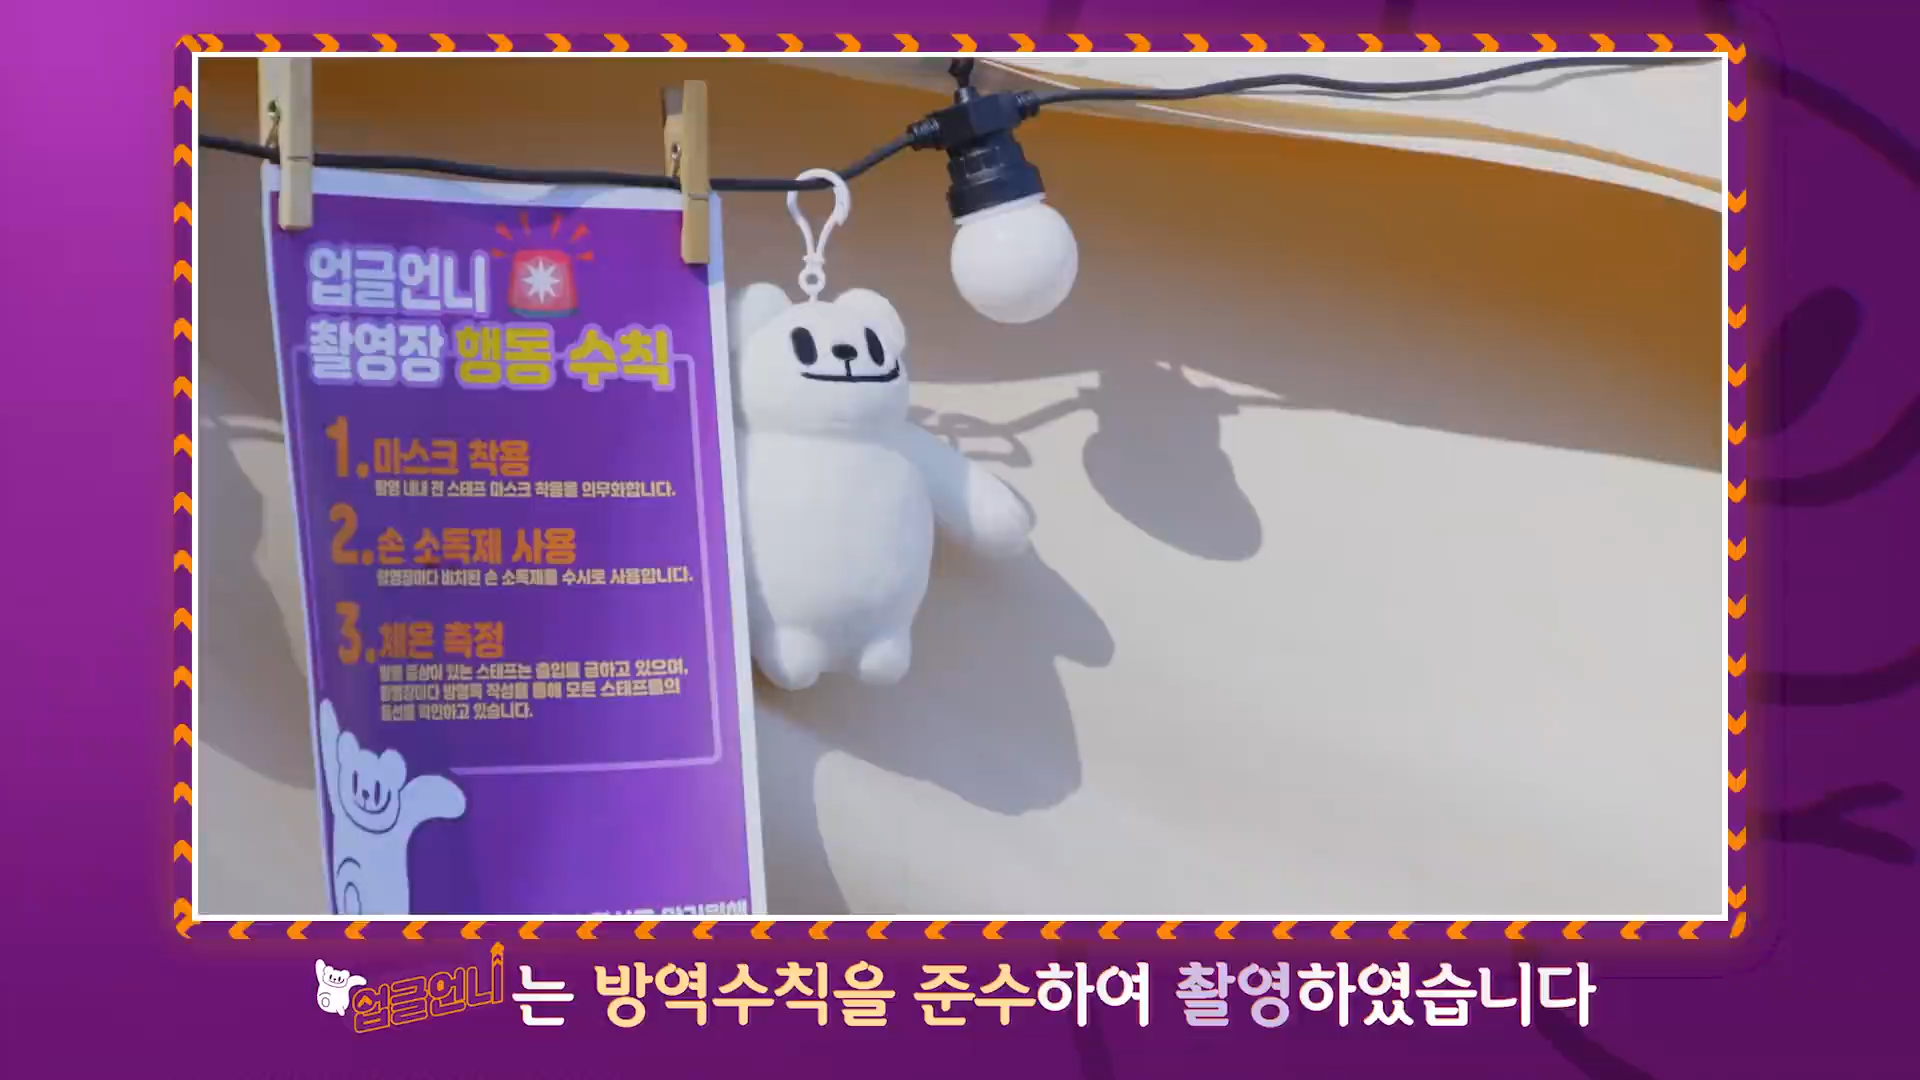 업글언니
촬영장 행동 수칙
1. 마스크 착용
촬영 내내 전 스태프 마스크 착용을 의무화합니다.
2. 손 소독제 사용
촬영장마다 비치된 손 소독제를 수시로 사용합니다.
3. 체온 측정
발열 증상이 있는 스태프는 출입을 금하고 있으며,
촬영장마다 방명록 작성을 통해 모든 스태프들의
동선을 확인하고 있습니다.
업글언니는 방역수칙을 준수하여 촬영하였습니다